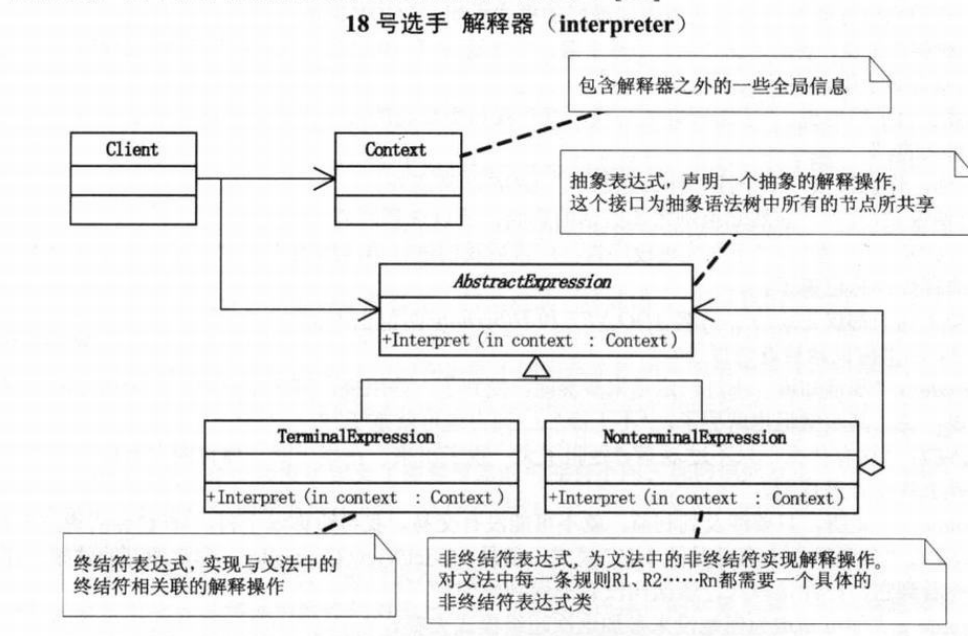 18号选手 解释器（interpreter）
包含解释器之外的一些全局信息
Client
Context
抽象表达式，声明一个抽象的解释操作,
这个接口为抽象语法树中所有的节点所共享
AbstractExpression
+Interpret(in context : Context)
TerminalExpression
NonterminalExpression
+Interpret(in context : Context)
+Interpret(in context : Context)
终结符表达式，实现与文法中的
终结符相关联的解释操作
非终结符表达式, 为文法中的非终结符实现解释操作。
对文法中每一条规则R1、R2……Rn都需要一个具体的
非终结符表达式类